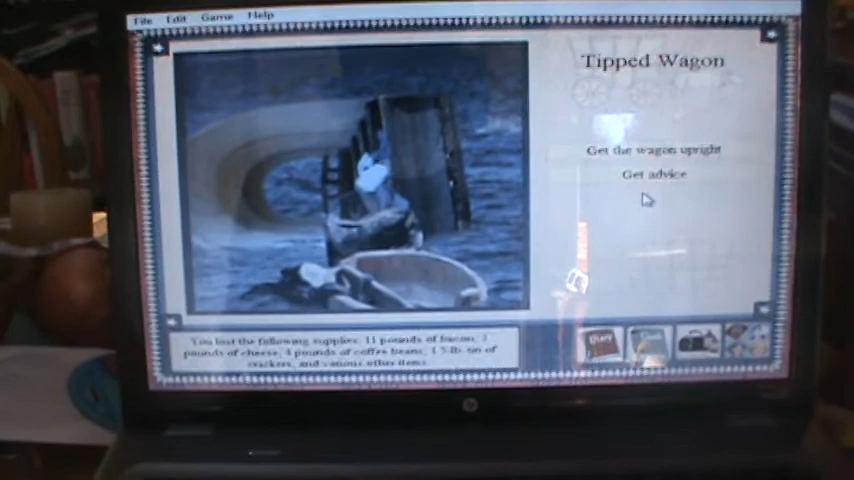 File Edit Game Help
Tipped Wagon
Get the wagon upright
Get advice
You lost the following supplies: 11 pounds of bacon; 3
pounds of cheese; 4 pounds of coffee beans; 1 5-lb. tin of
crackers; and various other items.
Diary